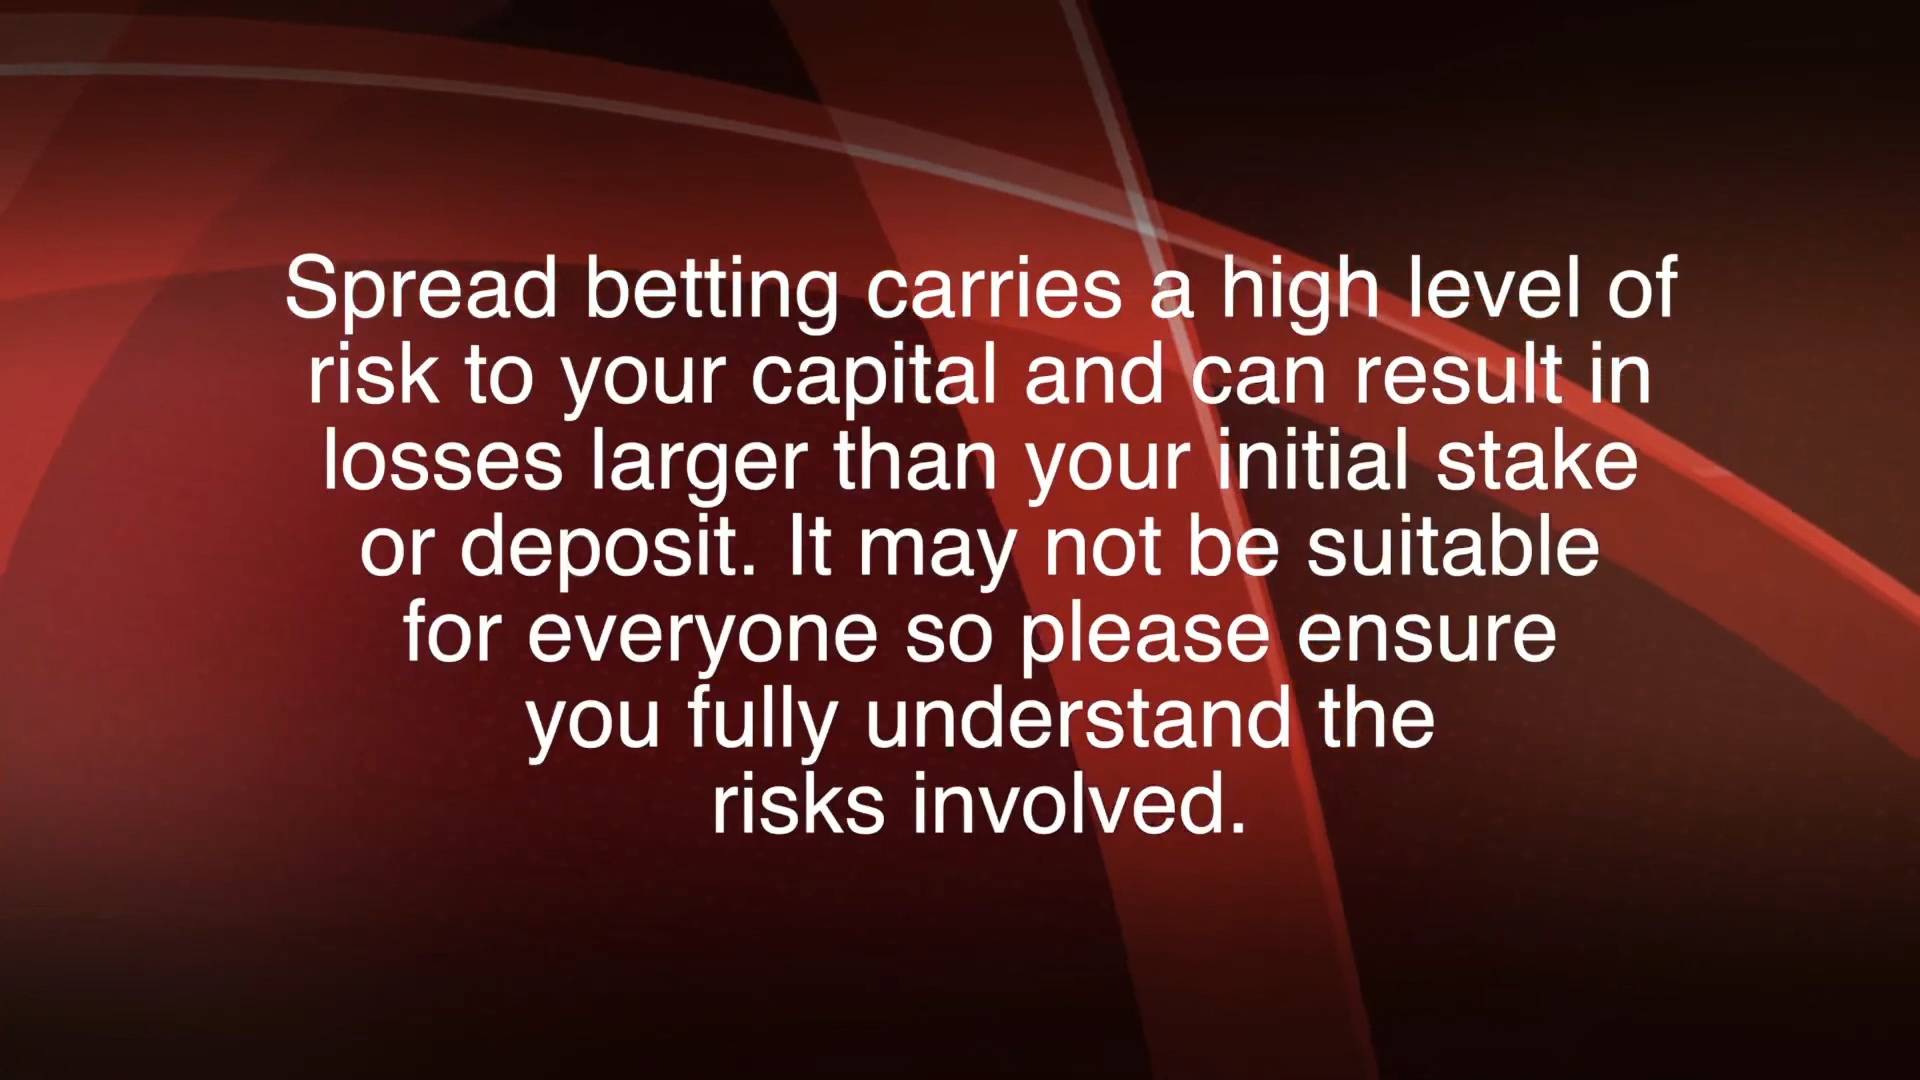 Spread betting carries a high level of
risk to your capital and can result in
losses larger than your initial stake
or deposit. It may not be suitable
for everyone so please ensure
you fully understand the
risks involved.